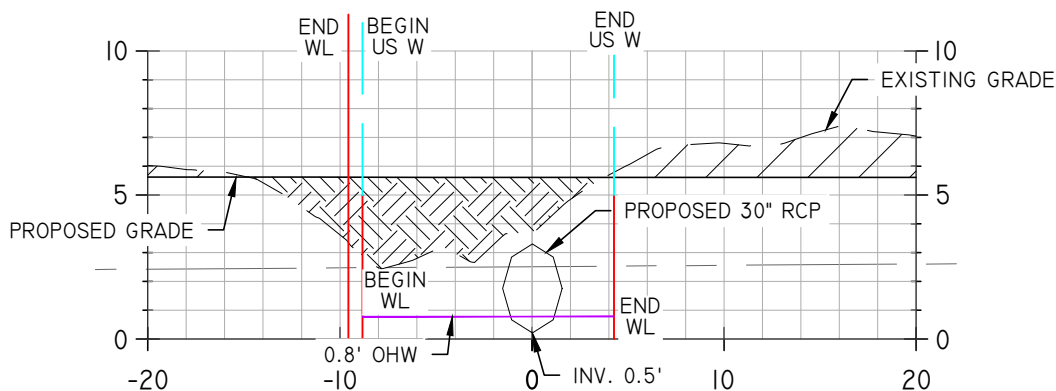 END
WL
BEGIN
US W
END
US W
10
10
EXISTING GRADE
5
5
PROPOSED 30" RCP
PROPOSED GRADE
BEGIN
WL
END
WL
0
0
0.8' OHW
INV. 0.5'
-20
-10
0
10
20